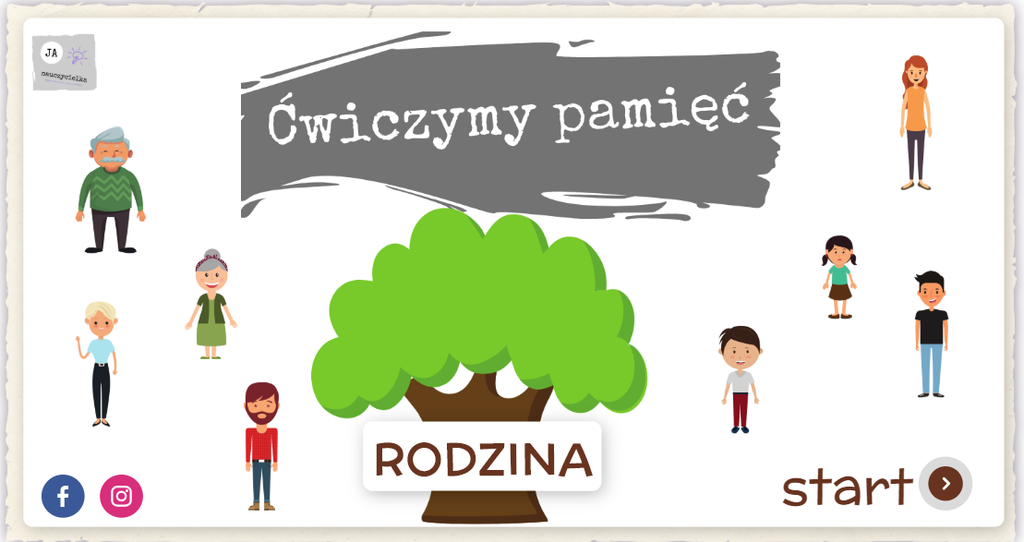 JA
nauczycielka
Ćwiczymy pamięć
RODZINA
start